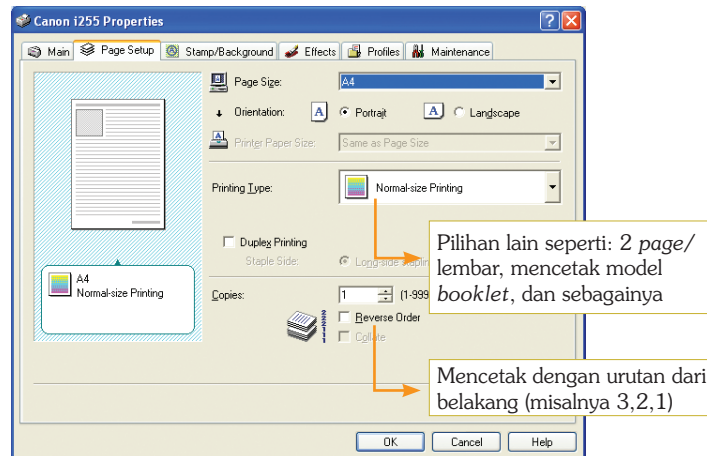 Canon i255 Properties
Main Page Setup Stamp/Background Effects Profiles Maintenance
Page Size: A4
Orientation: A Portrait A Landscape
Printer Paper Size: Same as Page Size
Printing Type: Normal-size Printing
Duplex Printing
Staple Side:
Pilihan lain seperti: 2 page/
lembar, mencetak model
booklet, dan sebagainya
A4
Normal-size Printing
Copies: 1 (1-999
Reverse Order
Collate
Mencetak dengan urutan dari
belakang (misalnya 3,2,1)
OK Cancel Help